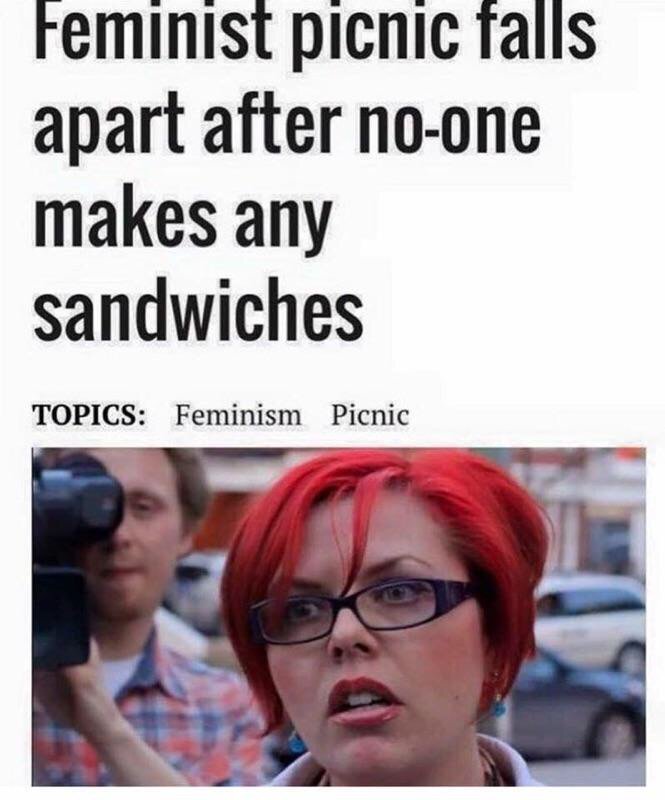 Feminist picnic falls
apart after no-one
makes any
sandwiches
TOPICS: Feminism Picnic